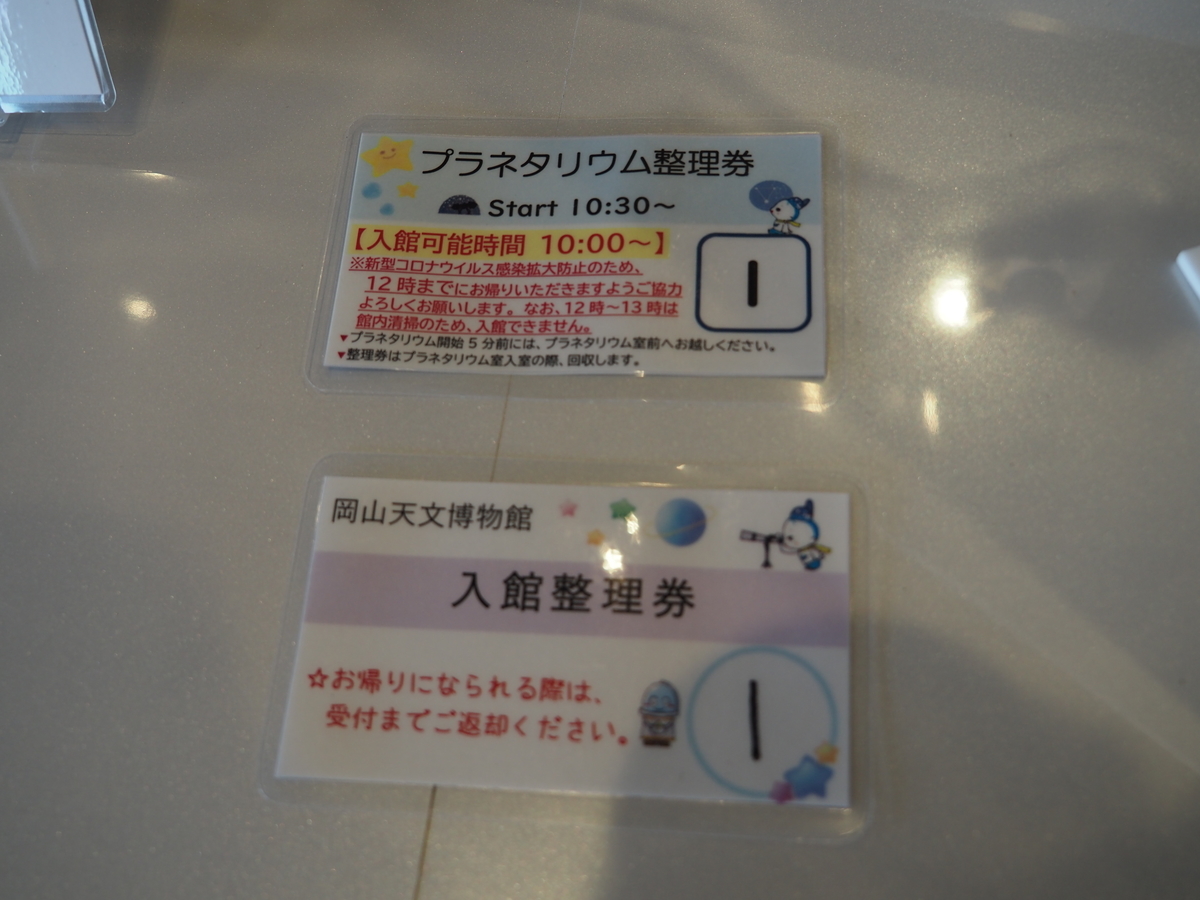 プラネタリウム整理券
Start 10:30～
【入館可能時間 10:00～】
※新型コロナウイルス感染拡大防止のため、
12時までにお帰りいただきますようご協力
よろしくお願いします。なお、12時～13時は
館内清掃のため、入館できません。
1
▼プラネタリウム開始5分前には、プラネタリウム室前へお越しください。
▼整理券はプラネタリウム室入室の際、回収します。
岡山天文博物館
入館整理券
☆お帰りになられる際は、
受付までご返却ください。
1